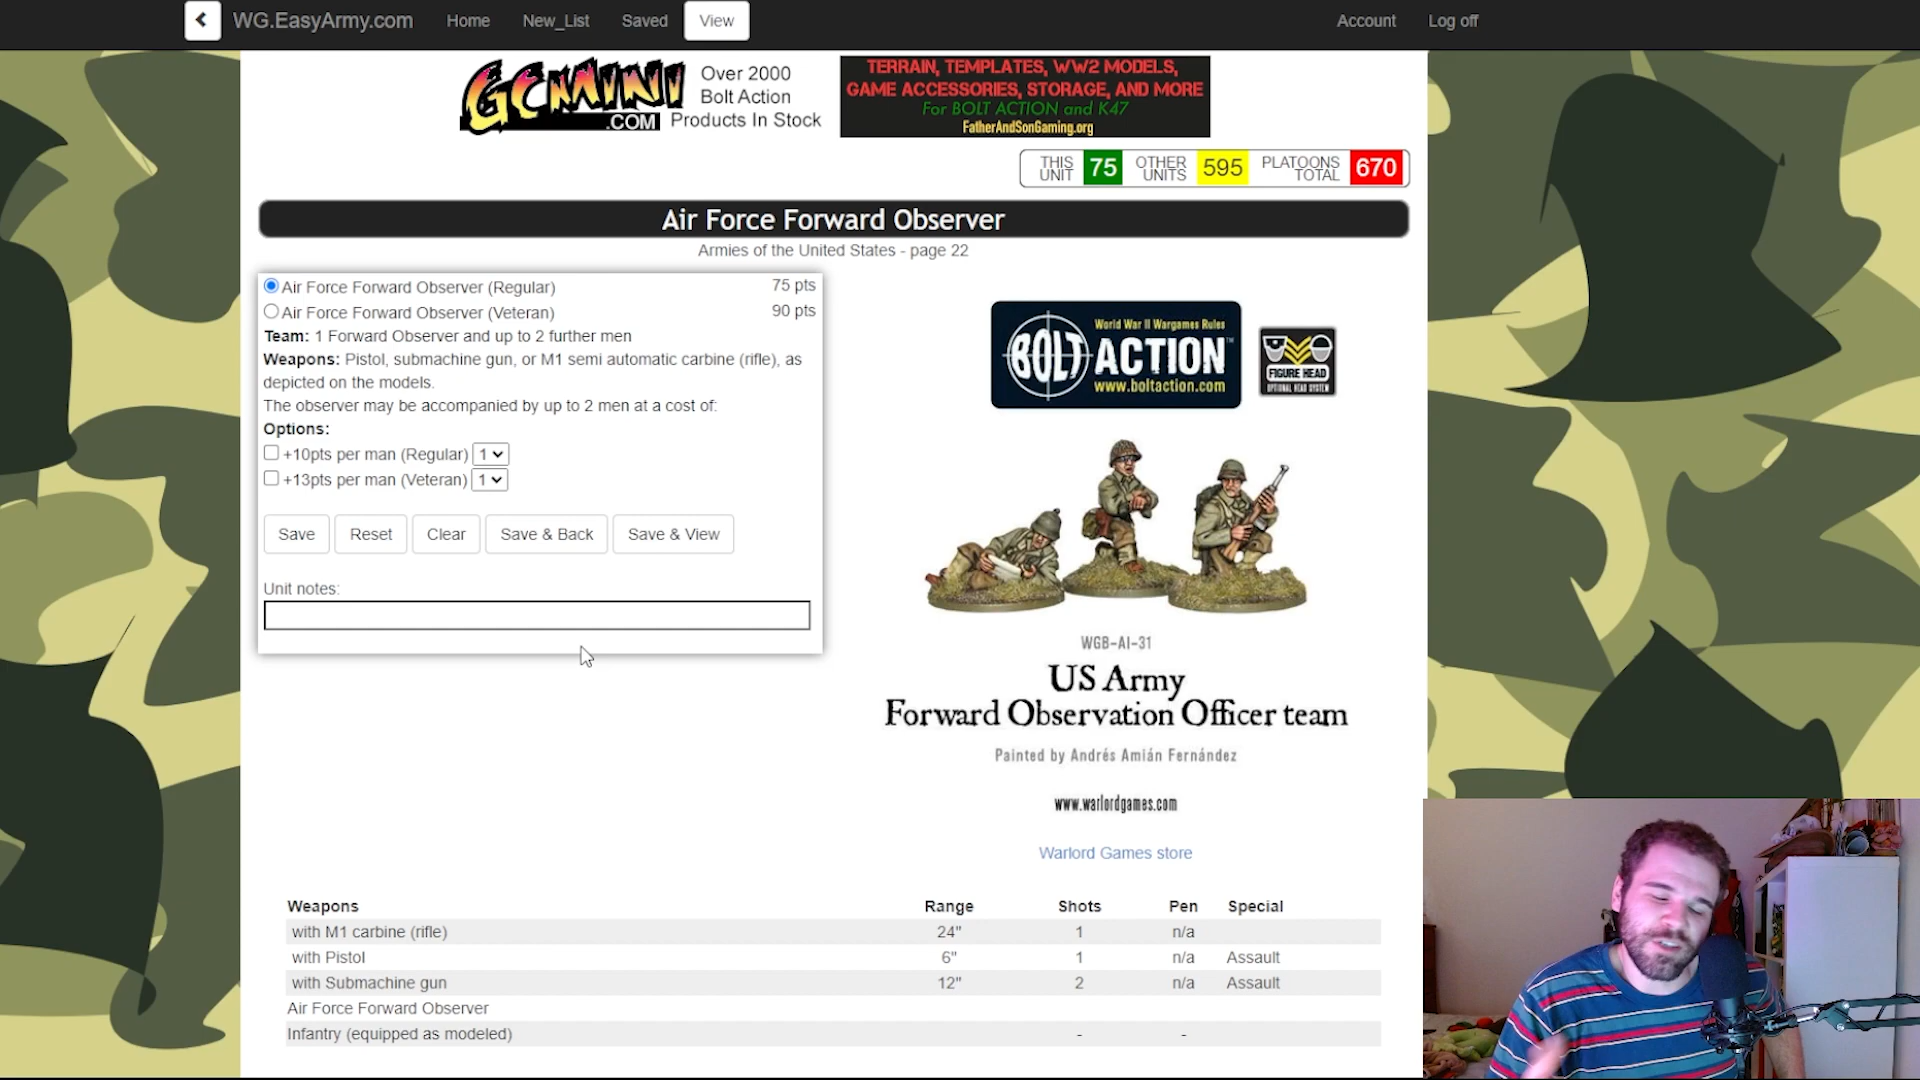 WG.EasyArmy.com Home New_List Saved View Account Log off
GCMINI
.COM
Over 2000
Bolt Action
Products In Stock
TERRAIN, TEMPLATES, WW2 MODELS,
GAME ACCESSORIES, STORAGE, AND MORE
For BOLT ACTION and K47
FatherAndSonGaming.org
THIS UNIT 75 OTHER UNITS 595 PLATOONS TOTAL 670
Air Force Forward Observer
Armies of the United States - page 22
Air Force Forward Observer (Regular) 75 pts
Air Force Forward Observer (Veteran) 90 pts
Team: 1 Forward Observer and up to 2 further men
Weapons: Pistol, submachine gun, or M1 semi automatic carbine (rifle), as
depicted on the models.
The observer may be accompanied by up to 2 men at a cost of:
Options:
+10pts per man (Regular) 1
+13pts per man (Veteran) 1
Save Reset Clear Save & Back Save & View
Unit notes:
World War II Wargames Rules
BOLT ACTION™
www.boltaction.com
FIGURE HEAD
OPTIONAL HEAD SYSTEM
WGB-AI-31
US Army
Forward Observation Officer team
Painted by Andrés Amián Fernández
www.warlordgames.com
Warlord Games store
Weapons Range Shots Pen Special
with M1 carbine (rifle) 24" 1 n/a
with Pistol 6" 1 n/a Assault
with Submachine gun 12" 2 n/a Assault
Air Force Forward Observer
Infantry (equipped as modeled) - -